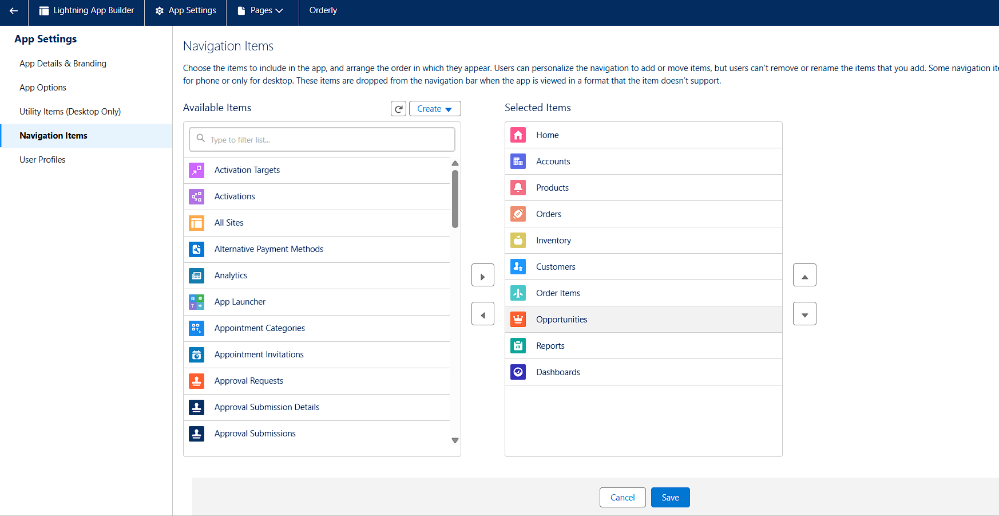 Lightning App Builder
App Settings
Pages
Orderly
App Settings
App Details & Branding
App Options
Utility Items (Desktop Only)
Navigation Items
User Profiles
Navigation Items
Choose the items to include in the app, and arrange the order in which they appear. Users can personalize the navigation to add or move items, but users can't remove or rename the items that you add. Some navigation ite
for phone or only for desktop. These items are dropped from the navigation bar when the app is viewed in a format that the item doesn't support.
Available Items
Create
Type to filter list...
Activation Targets
Activations
All Sites
Alternative Payment Methods
Analytics
App Launcher
Appointment Categories
Appointment Invitations
Approval Requests
Approval Submission Details
Approval Submissions
Selected Items
Home
Accounts
Products
Orders
Inventory
Customers
Order Items
Opportunities
Reports
Dashboards
Cancel
Save